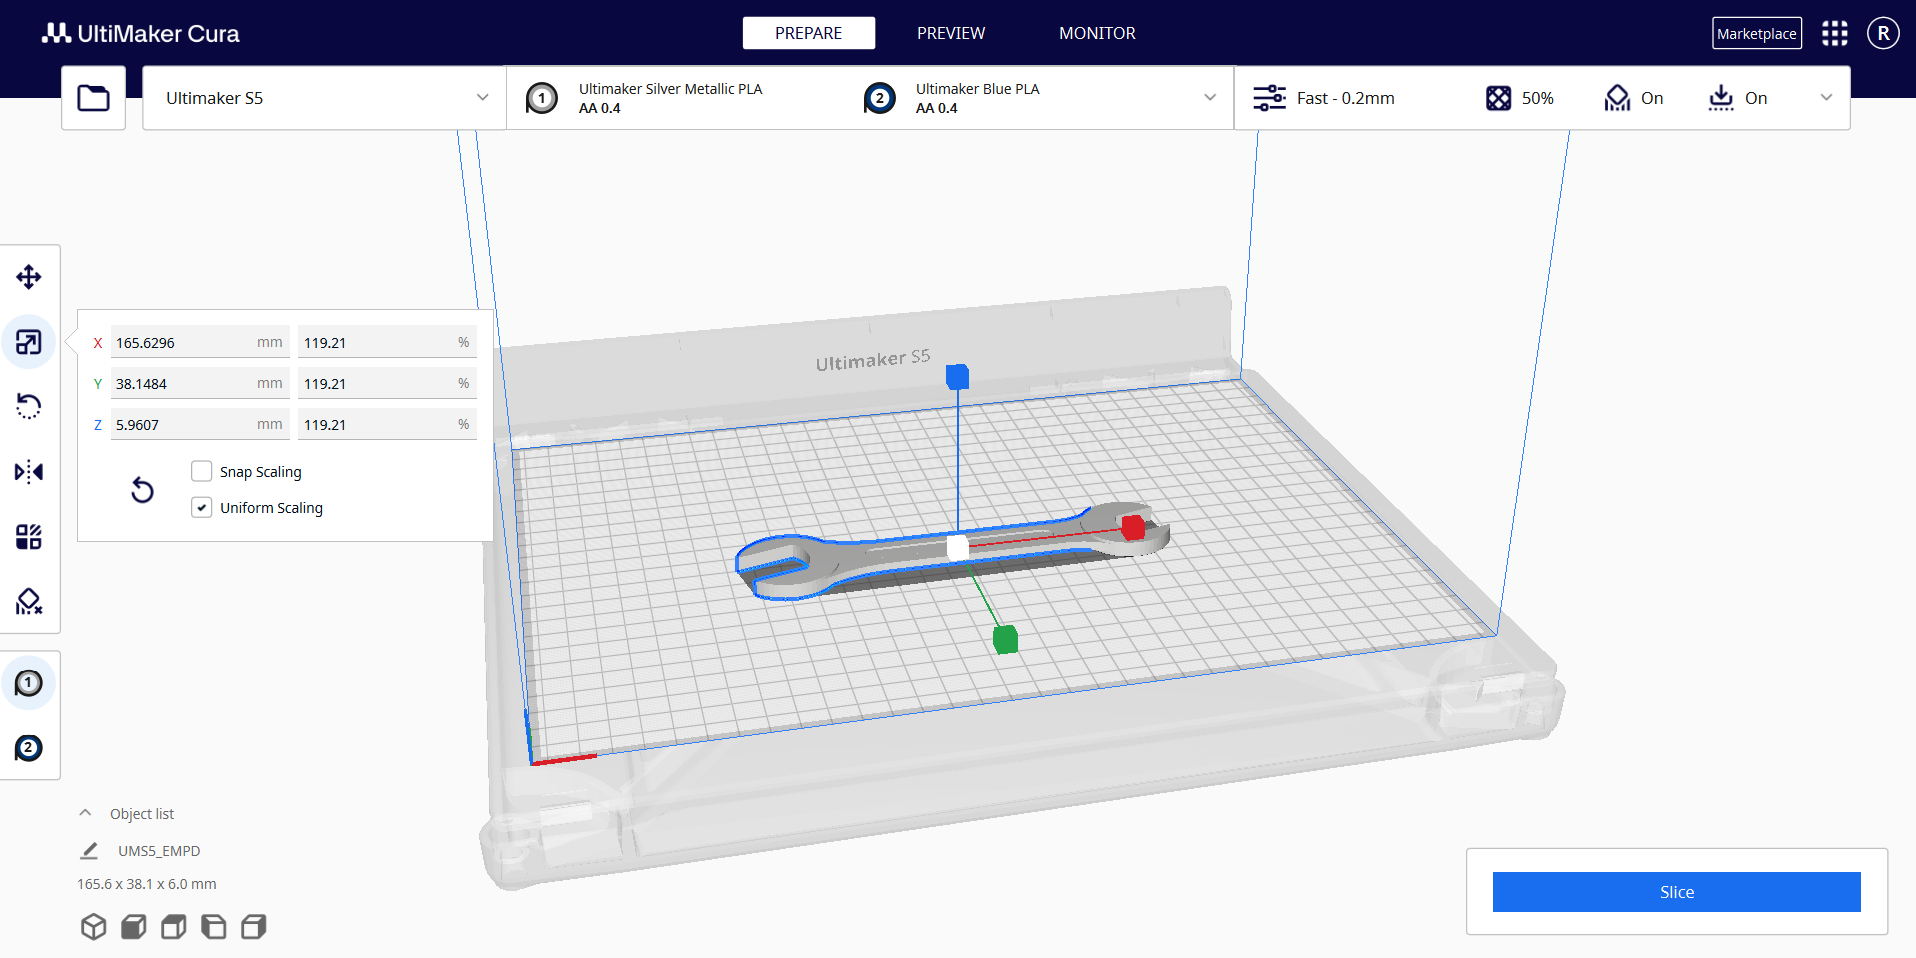 UltiMaker Cura
PREPARE
PREVIEW
MONITOR
Marketplace
R
Ultimaker S5
1
Ultimaker Silver Metallic PLA
AA 0.4
2
Ultimaker Blue PLA
AA 0.4
Fast - 0.2mm
50%
On
On
X 165.6296 mm 119.21 %
Y 38.1484 mm 119.21 %
Z 5.9607 mm 119.21 %
Snap Scaling
Uniform Scaling
Ultimaker S5
1
2
Object list
UMS5_EMPD
165.6 x 38.1 x 6.0 mm
Slice